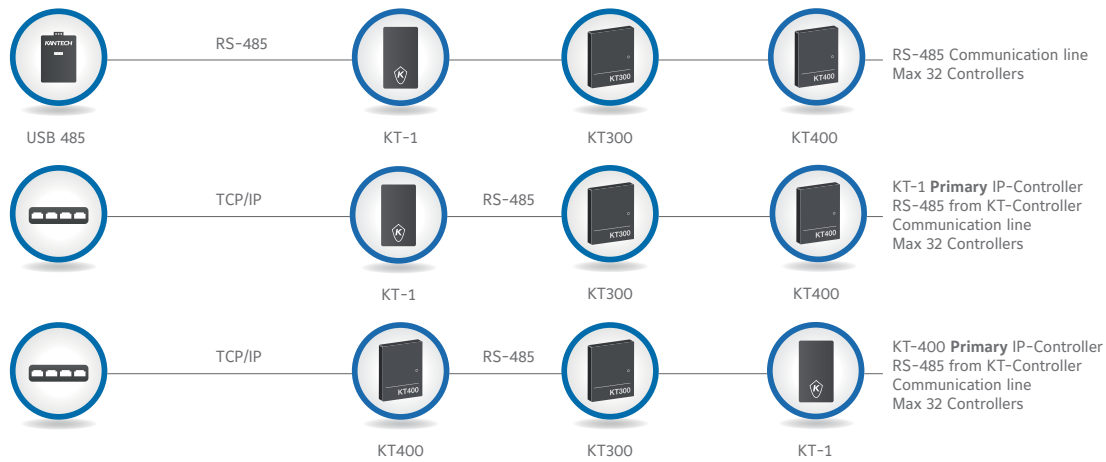 RS-485
KANTECH
KT300
KT400
RS-485 Communication line
Max 32 Controllers
USB 485
KT-1
KT300
KT400
TCP/IP
RS-485
KT300
KT400
KT-1 Primary IP-Controller
RS-485 from KT-Controller
Communication line
Max 32 Controllers
KT-1
KT300
KT400
TCP/IP
RS-485
KT400
KT300
KT-400 Primary IP-Controller
RS-485 from KT-Controller
Communication line
Max 32 Controllers
KT400
KT300
KT-1